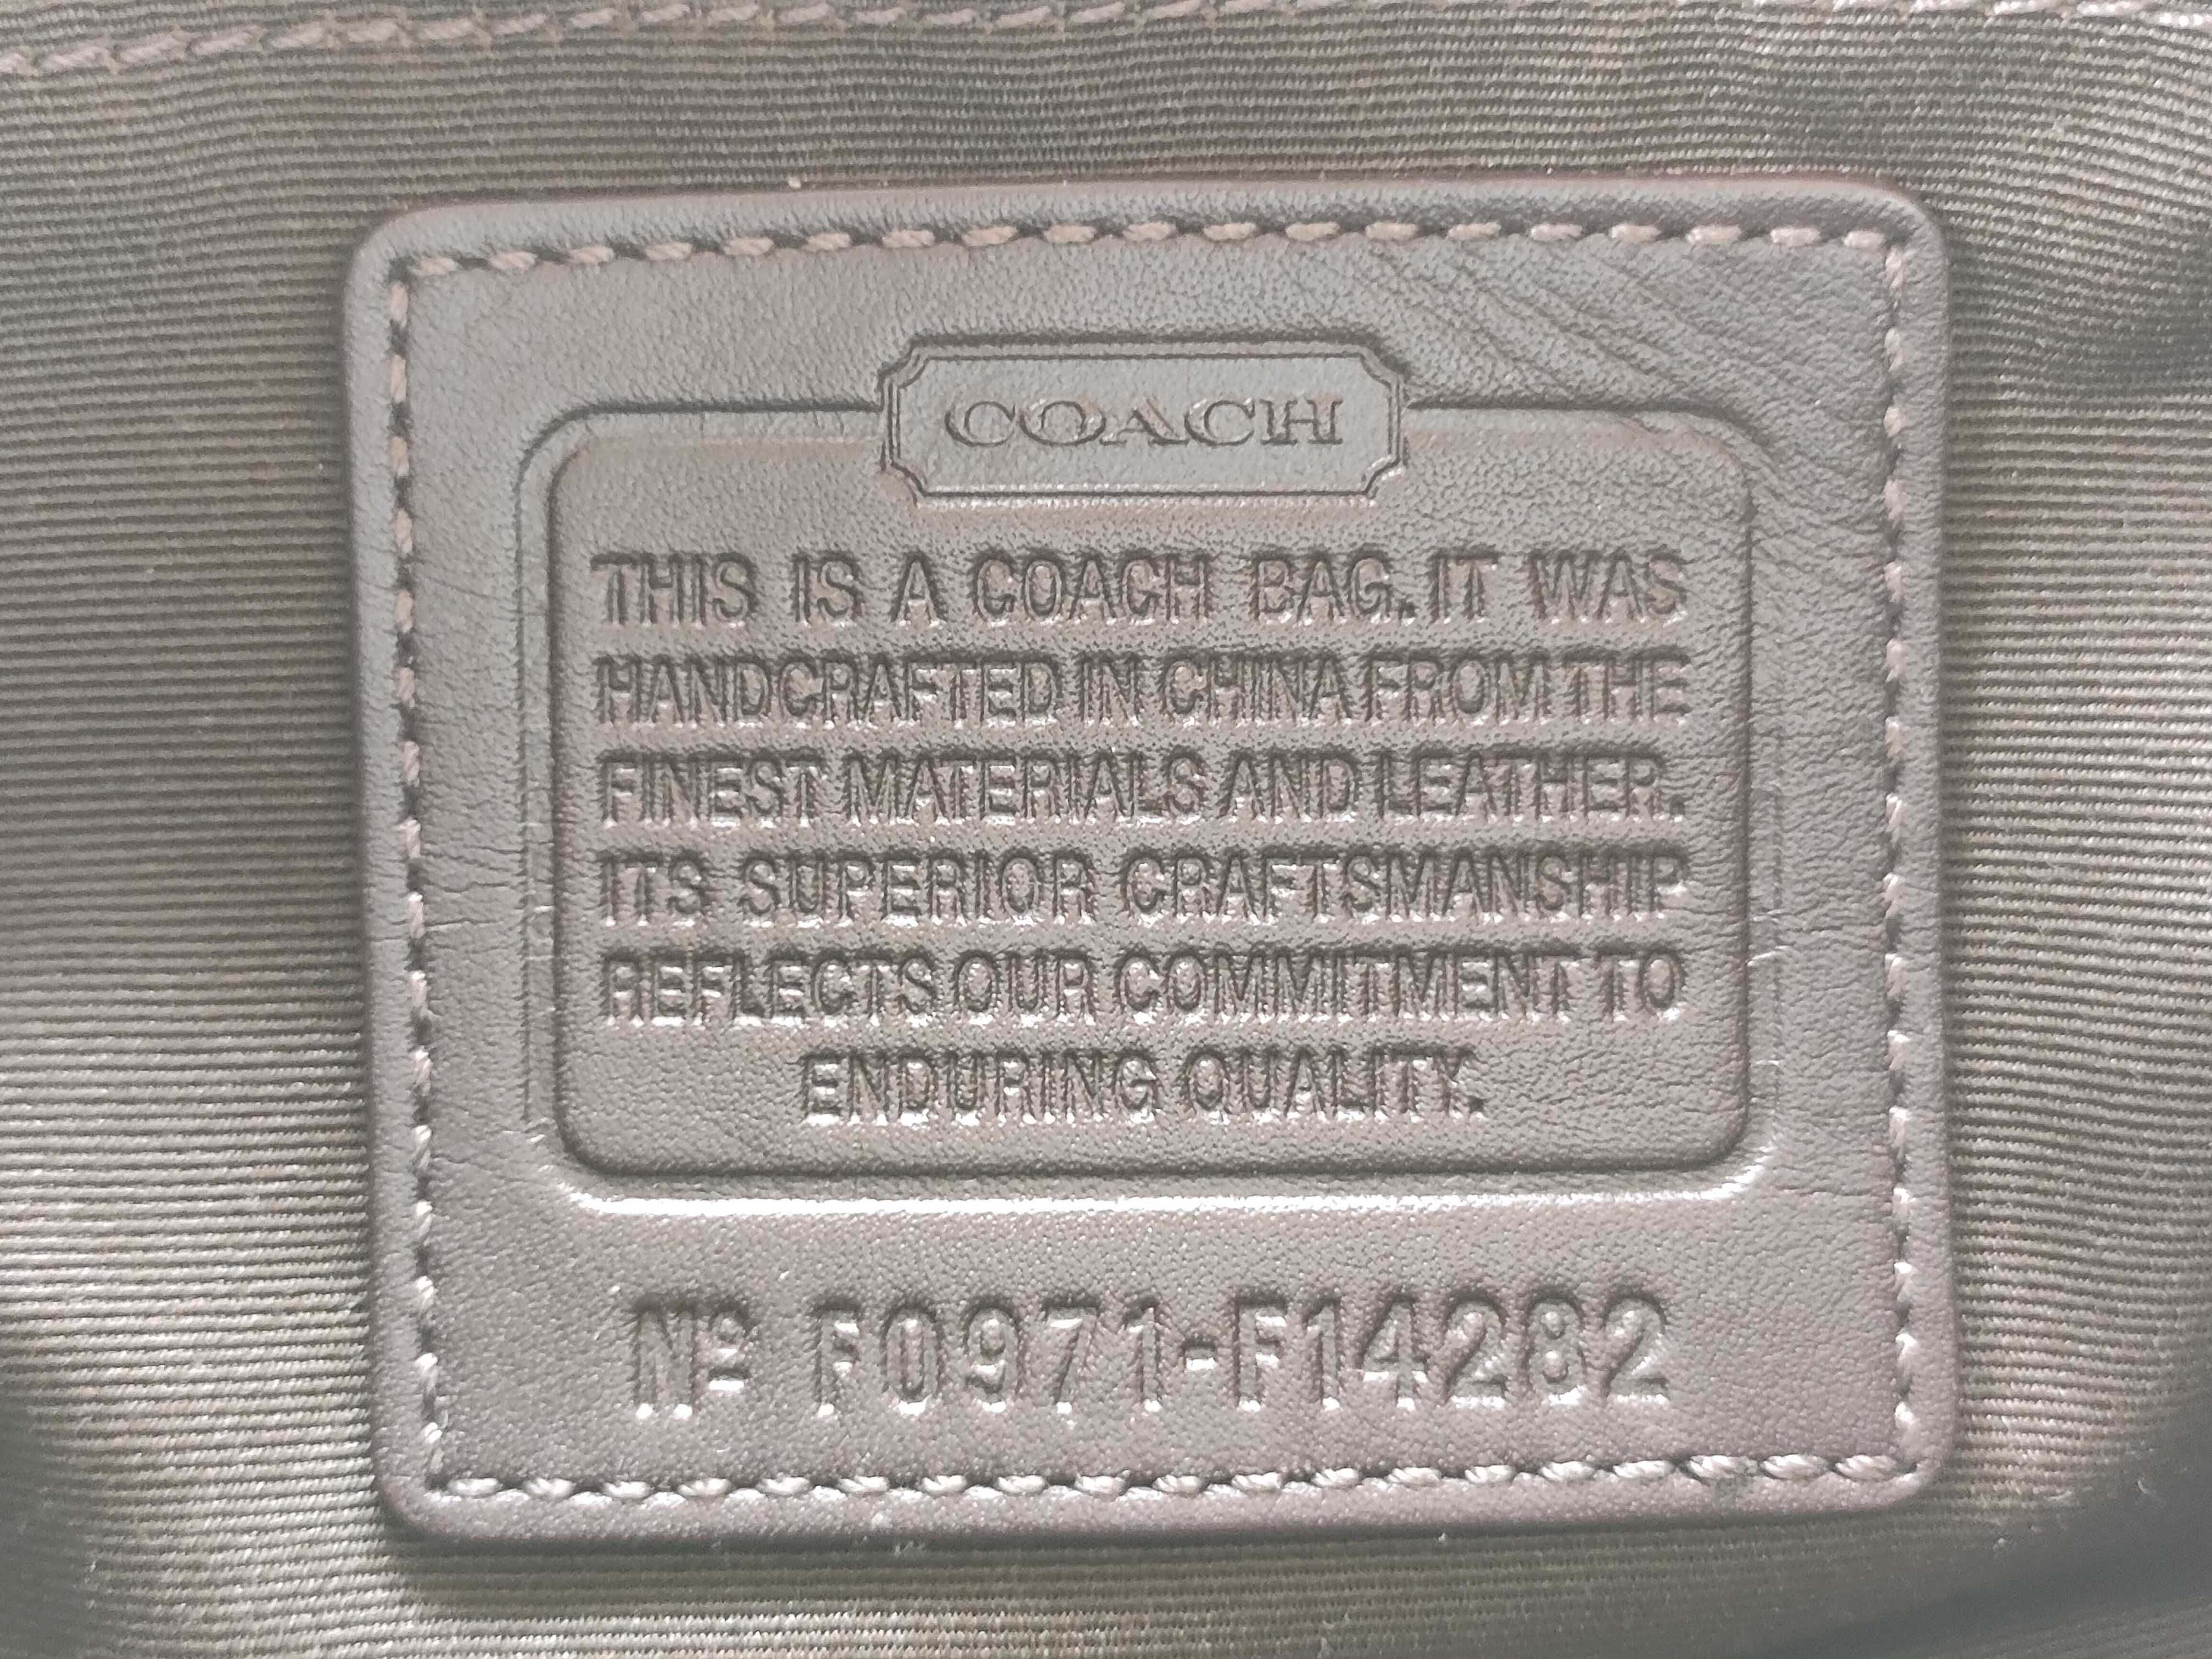 COACH
THIS IS A COACH BAG. IT WAS
HANDCRAFTED IN CHINA FROM THE
FINEST MATERIALS AND LEATHER.
ITS SUPERIOR CRAFTSMANSHIP
REFLECTS OUR COMMITMENT TO
ENDURING QUALITY.
Nº F0971-F14282